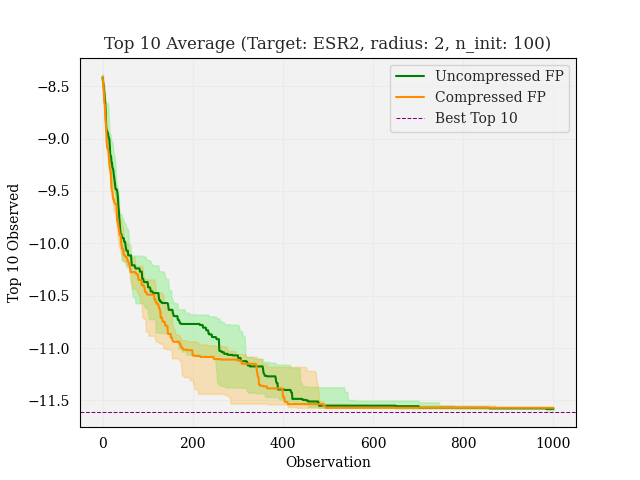 Top 10 Average (Target: ESR2, radius: 2, n_init: 100)
Uncompressed FP
Compressed FP
Best Top 10
Top 10 Observed
−8.5
−9.0
−9.5
−10.0
−10.5
−11.0
−11.5
0 200 400 600 800 1000
Observation